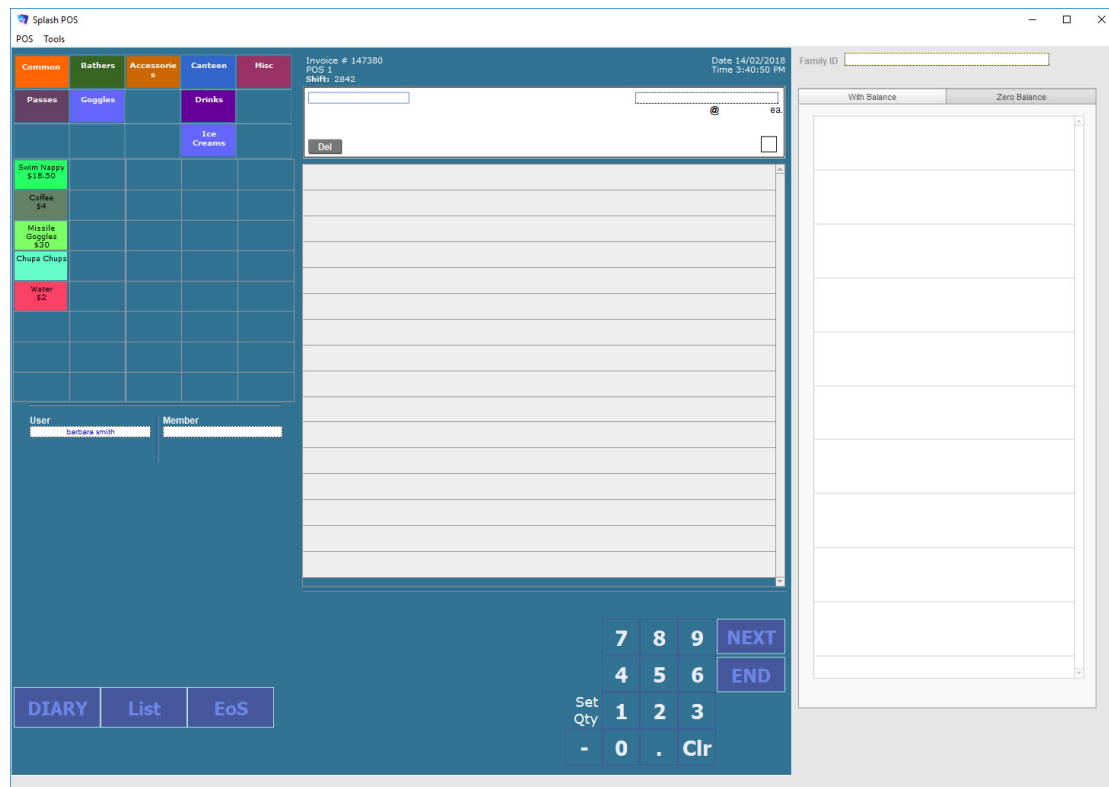 Splash POS
POS Tools
Common
Bathers
Accessorie
s
Canteen
Misc
Passes
Goggles
Drinks
Ice
Creams
Swim Nappy
$18.50
Coffee
$4
Missile
Goggles
$30
Chupa Chups
Water
$2
User
barbara smith
Member
DIARY
List
EoS
Invoice # 147380
POS 1
Shift: 2842
Date 14/02/2018
Time 3:40:50 PM
@ ea.
Del
7 8 9 NEXT
4 5 6 END
Set
Qty
1 2 3
- 0 . Clr
Family ID
With Balance
Zero Balance